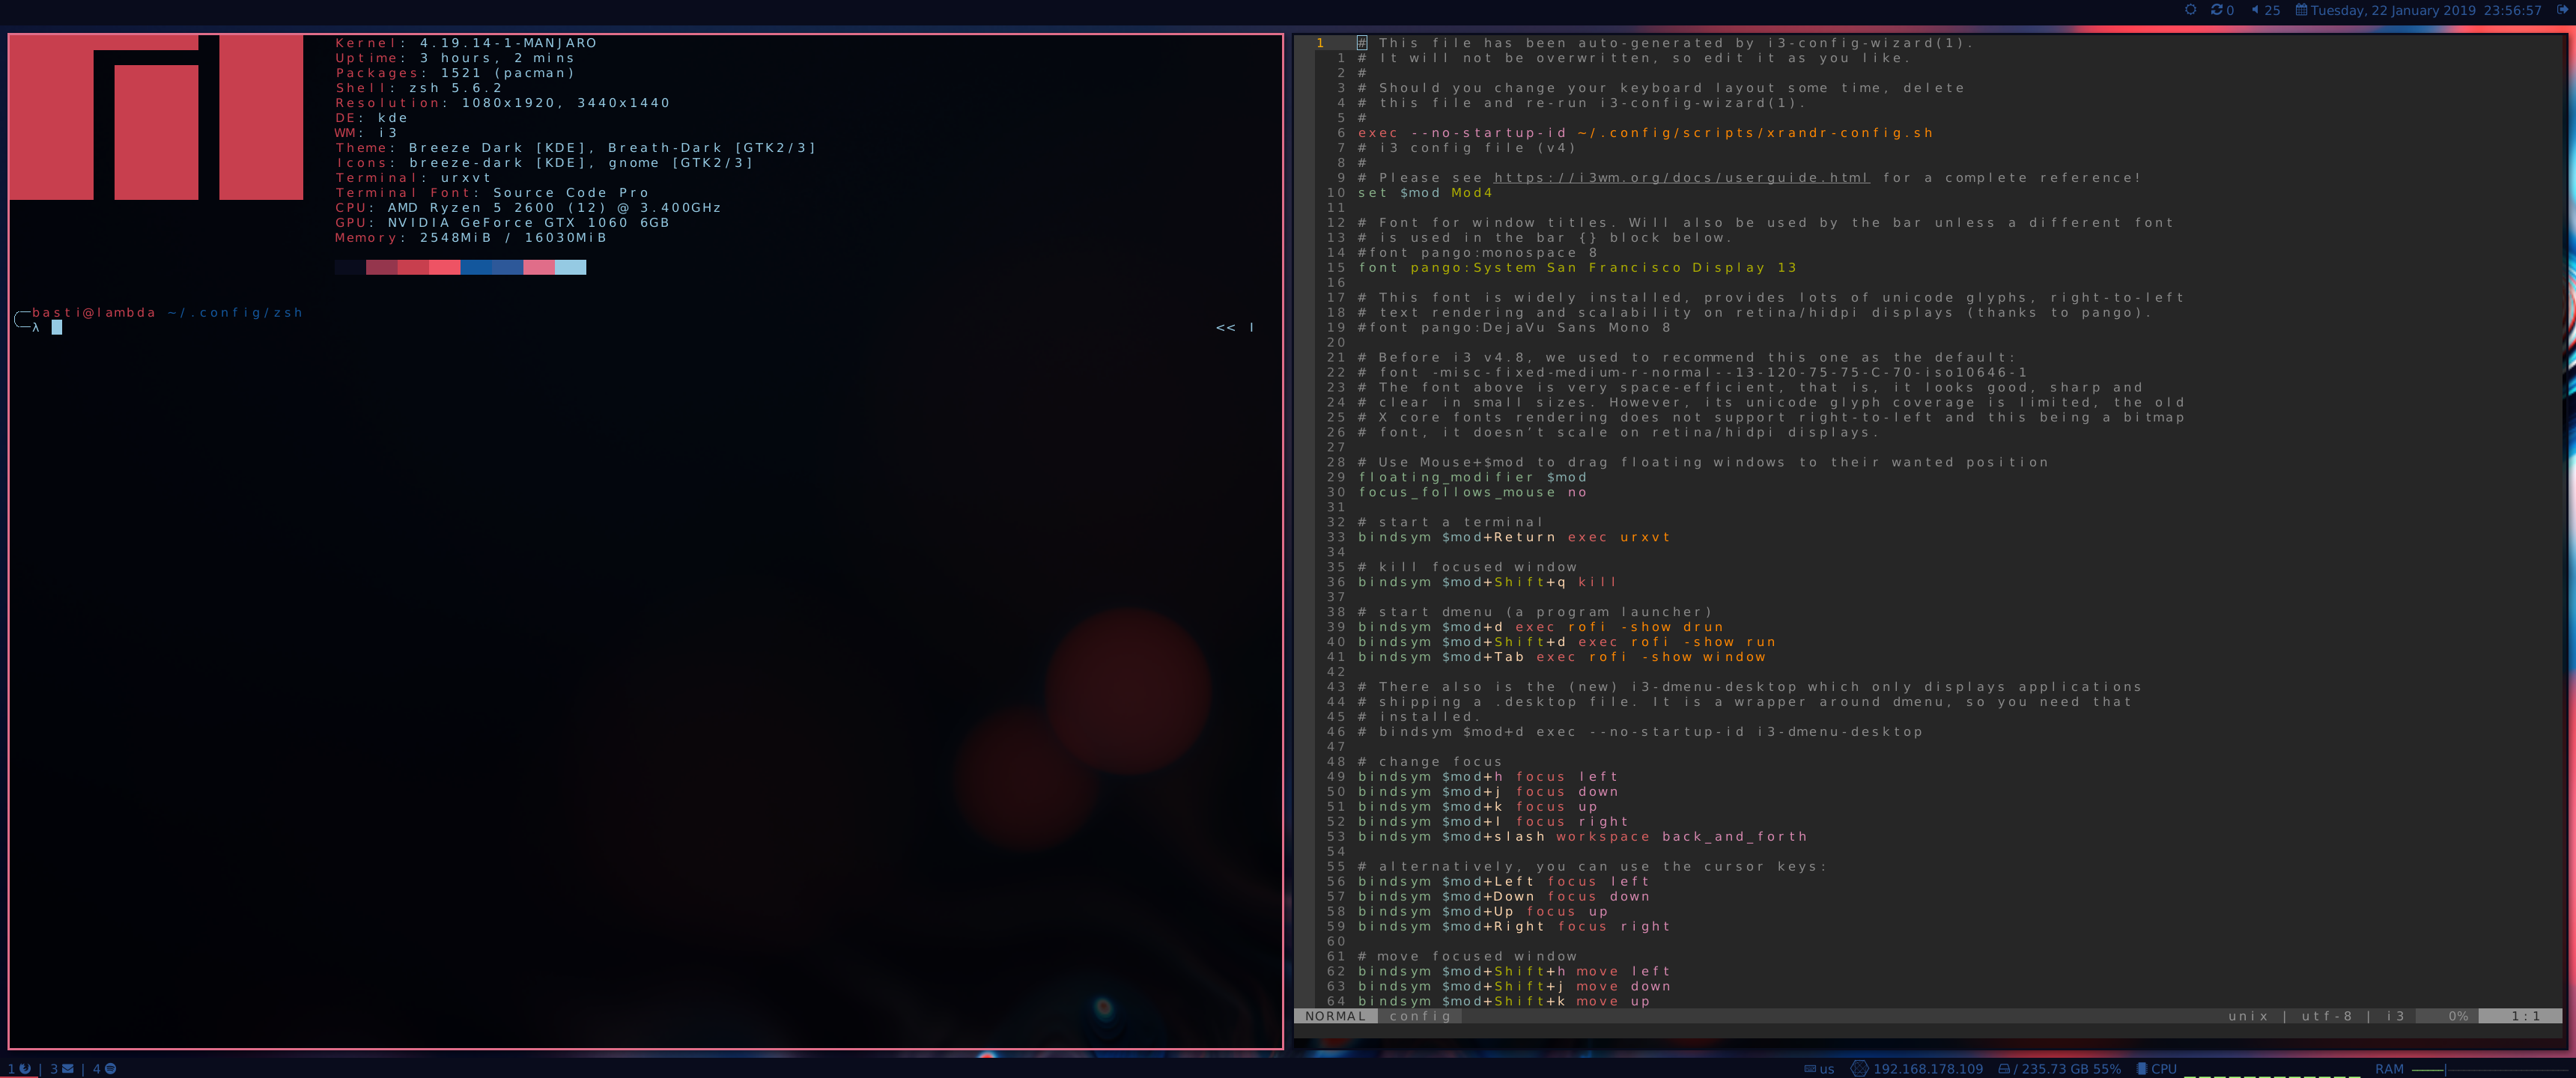 0 25 Tuesday, 22 January 2019 23:56:57
Kernel: 4.19.14-1-MANJARO
Uptime: 3 hours, 2 mins
Packages: 1521 (pacman)
Shell: zsh 5.6.2
Resolution: 1080x1920, 3440x1440
DE: kde
WM: i3
Theme: Breeze Dark [KDE], Breath-Dark [GTK2/3]
Icons: breeze-dark [KDE], gnome [GTK2/3]
Terminal: urxvt
Terminal Font: Source Code Pro
CPU: AMD Ryzen 5 2600 (12) @ 3.400GHz
GPU: NVIDIA GeForce GTX 1060 6GB
Memory: 2548MiB / 16030MiB
basti@lambda ~/.config/zsh
λ << I
1 # This file has been auto-generated by i3-config-wizard(1).
1 # It will not be overwritten, so edit it as you like.
2 #
3 # Should you change your keyboard layout some time, delete
4 # this file and re-run i3-config-wizard(1).
5 #
6 exec --no-startup-id ~/.config/scripts/xrandr-config.sh
7 # i3 config file (v4)
8 #
9 # Please see https://i3wm.org/docs/userguide.html for a complete reference!
10 set $mod Mod4
11
12 # Font for window titles. Will also be used by the bar unless a different font
13 # is used in the bar {} block below.
14 #font pango:monospace 8
15 font pango:System San Francisco Display 13
16
17 # This font is widely installed, provides lots of unicode glyphs, right-to-left
18 # text rendering and scalability on retina/hidpi displays (thanks to pango).
19 #font pango:DejaVu Sans Mono 8
20
21 # Before i3 v4.8, we used to recommend this one as the default:
22 # font -misc-fixed-medium-r-normal--13-120-75-75-C-70-iso10646-1
23 # The font above is very space-efficient, that is, it looks good, sharp and
24 # clear in small sizes. However, its unicode glyph coverage is limited, the old
25 # X core fonts rendering does not support right-to-left and this being a bitmap
26 # font, it doesn't scale on retina/hidpi displays.
27
28 # Use Mouse+$mod to drag floating windows to their wanted position
29 floating_modifier $mod
30 focus_follows_mouse no
31
32 # start a terminal
33 bindsym $mod+Return exec urxvt
34
35 # kill focused window
36 bindsym $mod+Shift+q kill
37
38 # start dmenu (a program launcher)
39 bindsym $mod+d exec rofi -show drun
40 bindsym $mod+Shift+d exec rofi -show run
41 bindsym $mod+Tab exec rofi -show window
42
43 # There also is the (new) i3-dmenu-desktop which only displays applications
44 # shipping a .desktop file. It is a wrapper around dmenu, so you need that
45 # installed.
46 # bindsym $mod+d exec --no-startup-id i3-dmenu-desktop
47
48 # change focus
49 bindsym $mod+h focus left
50 bindsym $mod+j focus down
51 bindsym $mod+k focus up
52 bindsym $mod+l focus right
53 bindsym $mod+slash workspace back_and_forth
54
55 # alternatively, you can use the cursor keys:
56 bindsym $mod+Left focus left
57 bindsym $mod+Down focus down
58 bindsym $mod+Up focus up
59 bindsym $mod+Right focus right
60
61 # move focused window
62 bindsym $mod+Shift+h move left
63 bindsym $mod+Shift+j move down
64 bindsym $mod+Shift+k move up
NORMAL config unix | utf-8 | i3 0% 1:1
1 | 3 | 4 us 192.168.178.109 / 235.73 GB 55% CPU RAM